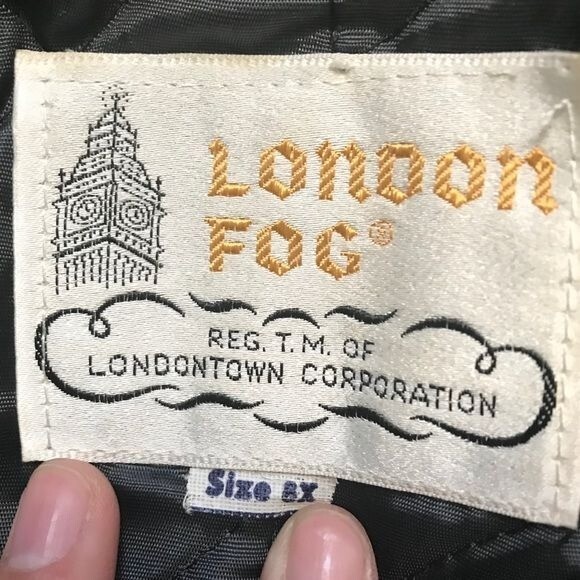 LONDON
FOG®
REG. T.M. OF
LONDONTOWN CORPORATION
Size 8X